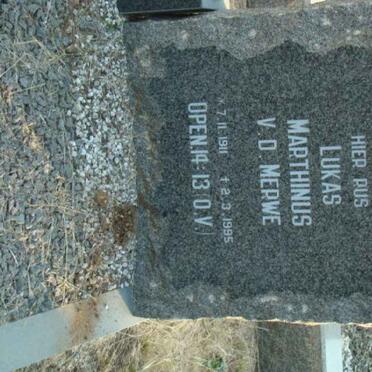 HIER RUS
LUKAS
MARTHINUS
V. D. MERWE
* 7.11.1911 † 2.3.1995
OPENB. 14:13 (O.V.)